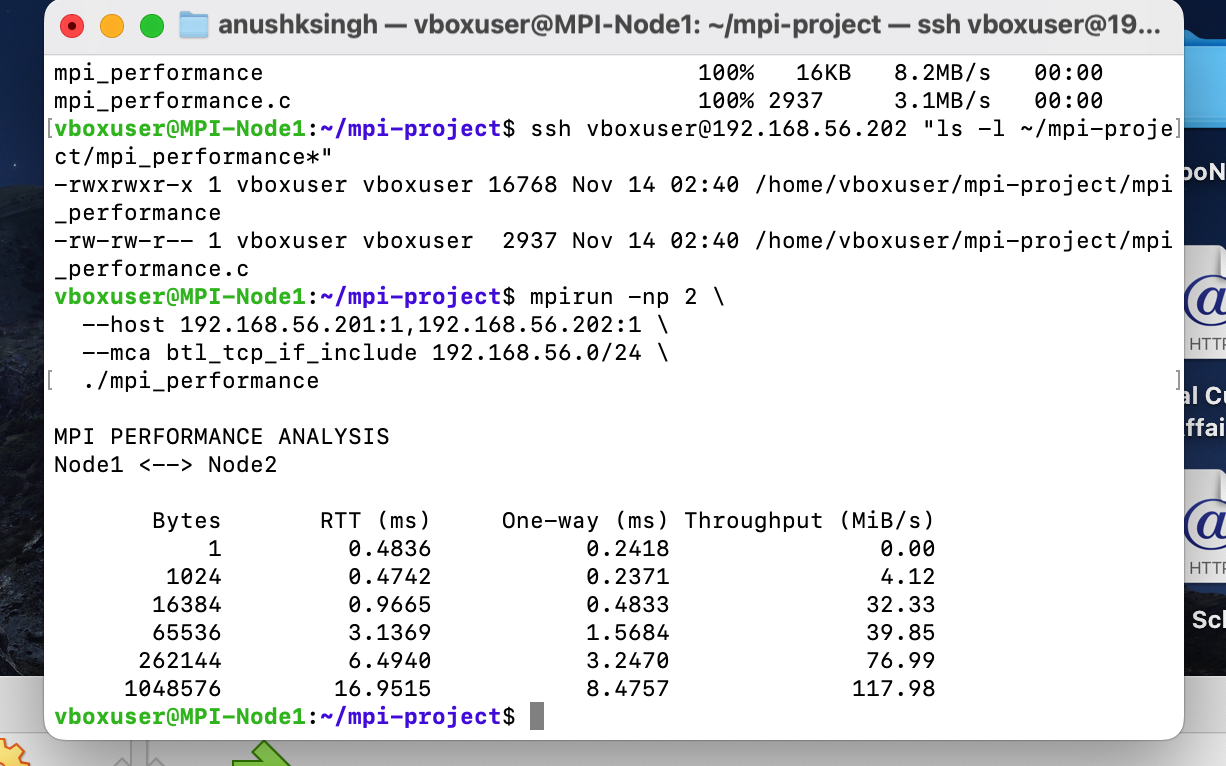 anushksingh — vboxuser@MPI-Node1: ~/mpi-project — ssh vboxuser@19...
mpi_performance 100% 16KB 8.2MB/s 00:00
mpi_performance.c 100% 2937 3.1MB/s 00:00
[vboxuser@MPI-Node1:~/mpi-project$ ssh vboxuser@192.168.56.202 "ls -l ~/mpi-proje]
ct/mpi_performance*"
-rwxrwxr-x 1 vboxuser vboxuser 16768 Nov 14 02:40 /home/vboxuser/mpi-project/mpi
_performance
-rw-rw-r-- 1 vboxuser vboxuser  2937 Nov 14 02:40 /home/vboxuser/mpi-project/mpi
_performance.c
vboxuser@MPI-Node1:~/mpi-project$ mpirun -np 2 \
  --host 192.168.56.201:1,192.168.56.202:1 \
  --mca btl_tcp_if_include 192.168.56.0/24 \
[  ./mpi_performance ]
MPI PERFORMANCE ANALYSIS
Node1 <--> Node2
Bytes RTT (ms) One-way (ms) Throughput (MiB/s)
1 0.4836 0.2418 0.00
1024 0.4742 0.2371 4.12
16384 0.9665 0.4833 32.33
65536 3.1369 1.5684 39.85
262144 6.4940 3.2470 76.99
1048576 16.9515 8.4757 117.98
vboxuser@MPI-Node1:~/mpi-project$
@
HTT
@
HTT